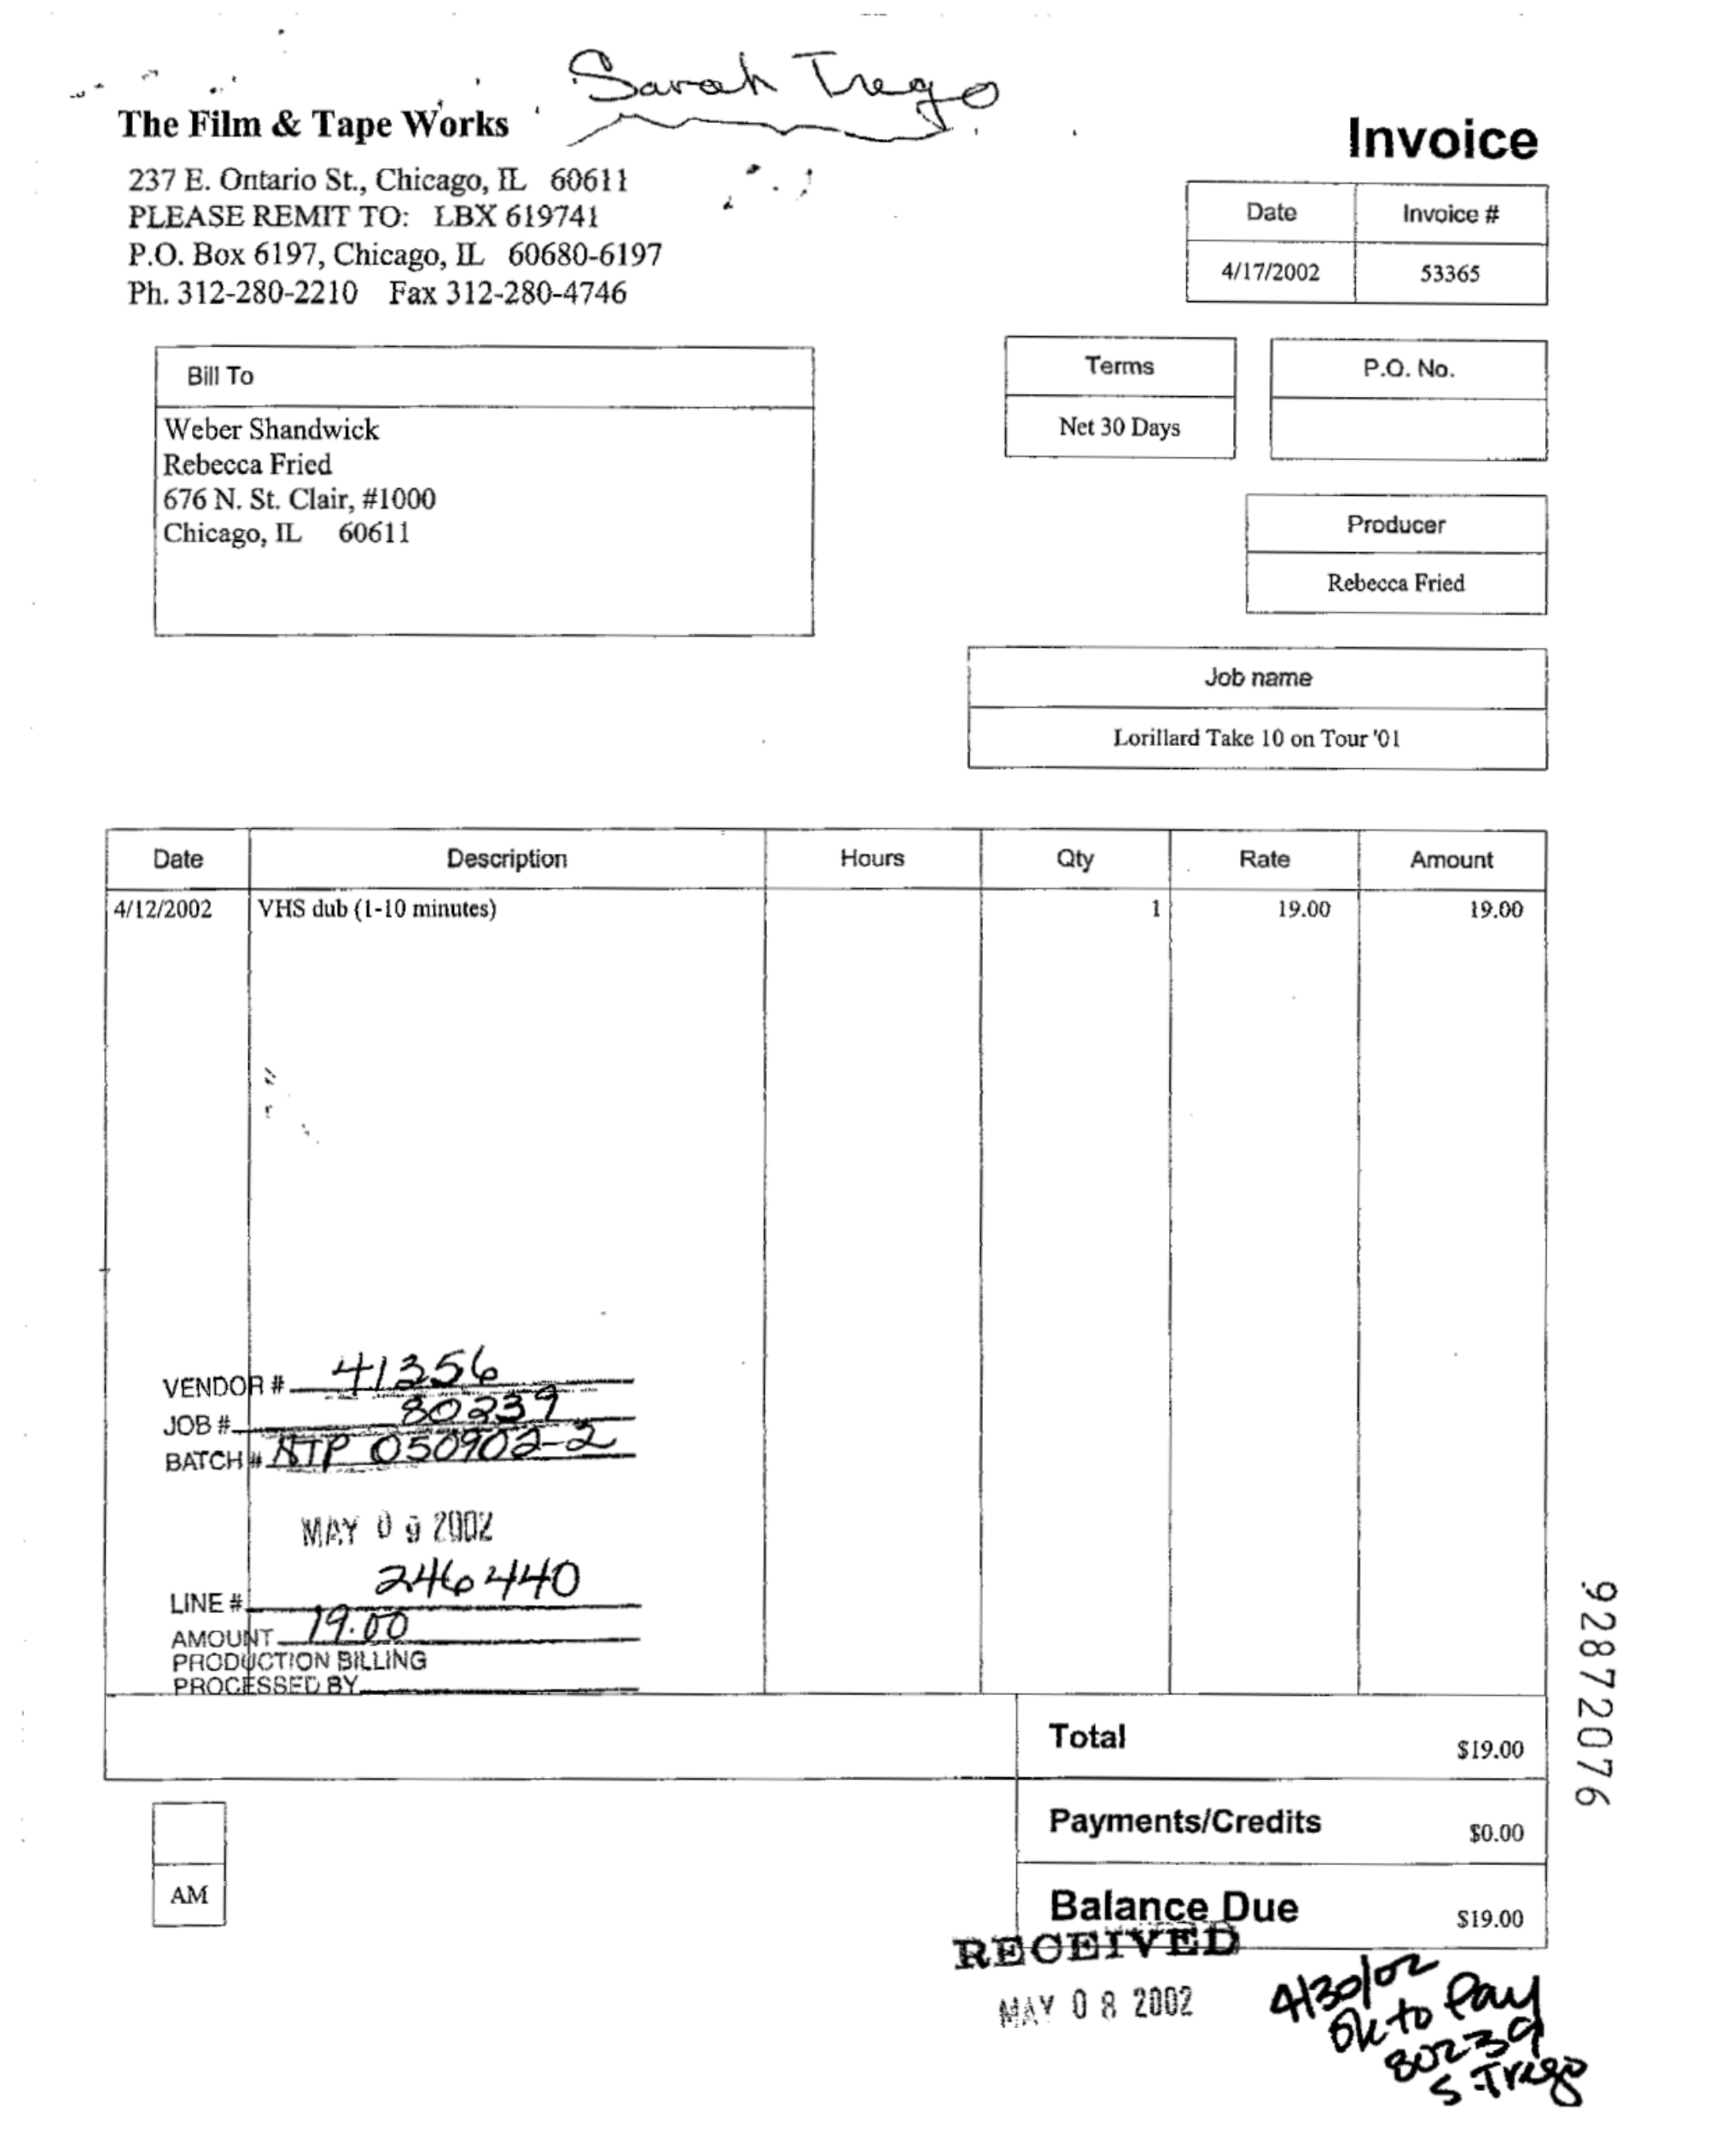 Sarah Trego
The Film & Tape Works
237 E. Ontario St., Chicago, IL 60611
PLEASE REMIT TO: LBX 619741
P.O. Box 6197, Chicago, IL 60680-6197
Ph. 312-280-2210 Fax 312-280-4746
Invoice
Date Invoice #
4/17/2002 53365
Bill To
Weber Shandwick
Rebecca Fried
676 N. St. Clair, #1000
Chicago, IL 60611
Terms P.O. No.
Net 30 Days
Producer
Rebecca Fried
Job name
Lorillard Take 10 on Tour '01
Date Description Hours Qty Rate Amount
4/12/2002 VHS dub (1-10 minutes) 1 19.00 19.00
VENDOR # 41356
JOB # 80239
BATCH # 050902-2
MAY 09 2002
LINE # 246440
AMOUNT 19.00
PRODUCTION BILLING
PROCESSED BY
Total $19.00
Payments/Credits $0.00
Balance Due $19.00
AM
RECEIVED
MAY 08 2002
4/30/02
Ok to Pay
80239
S. Trego
92872076